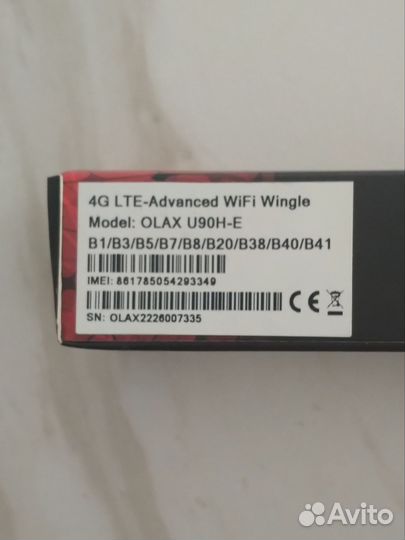 4G LTE-Advanced WiFi Wingle
Model: OLAX U90H-E
B1/B3/B5/B7/B8/B20/B38/B40/B41
IMEI: 861785054293349
CE
SN: OLAX2226007335
Avito